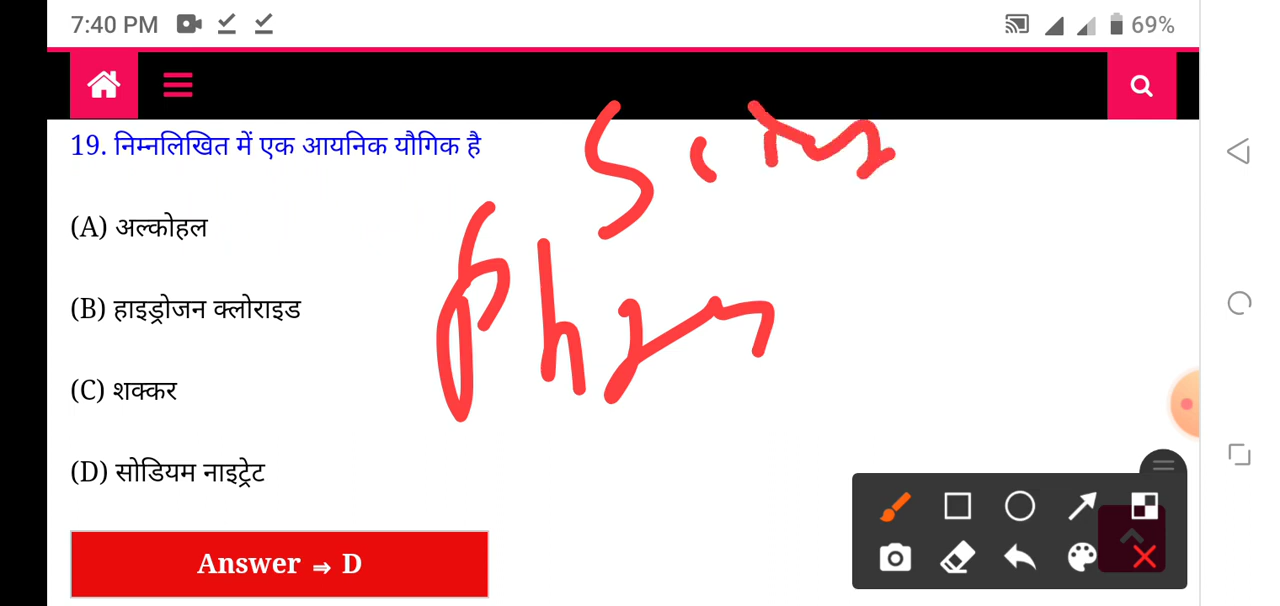 7:40 PM 69%
19. निम्नलिखित में एक आयनिक यौगिक है
(A) अल्कोहल
(B) हाइड्रोजन क्लोराइड
(C) शक्कर
(D) सोडियम नाइट्रेट
Answer ⇒ D